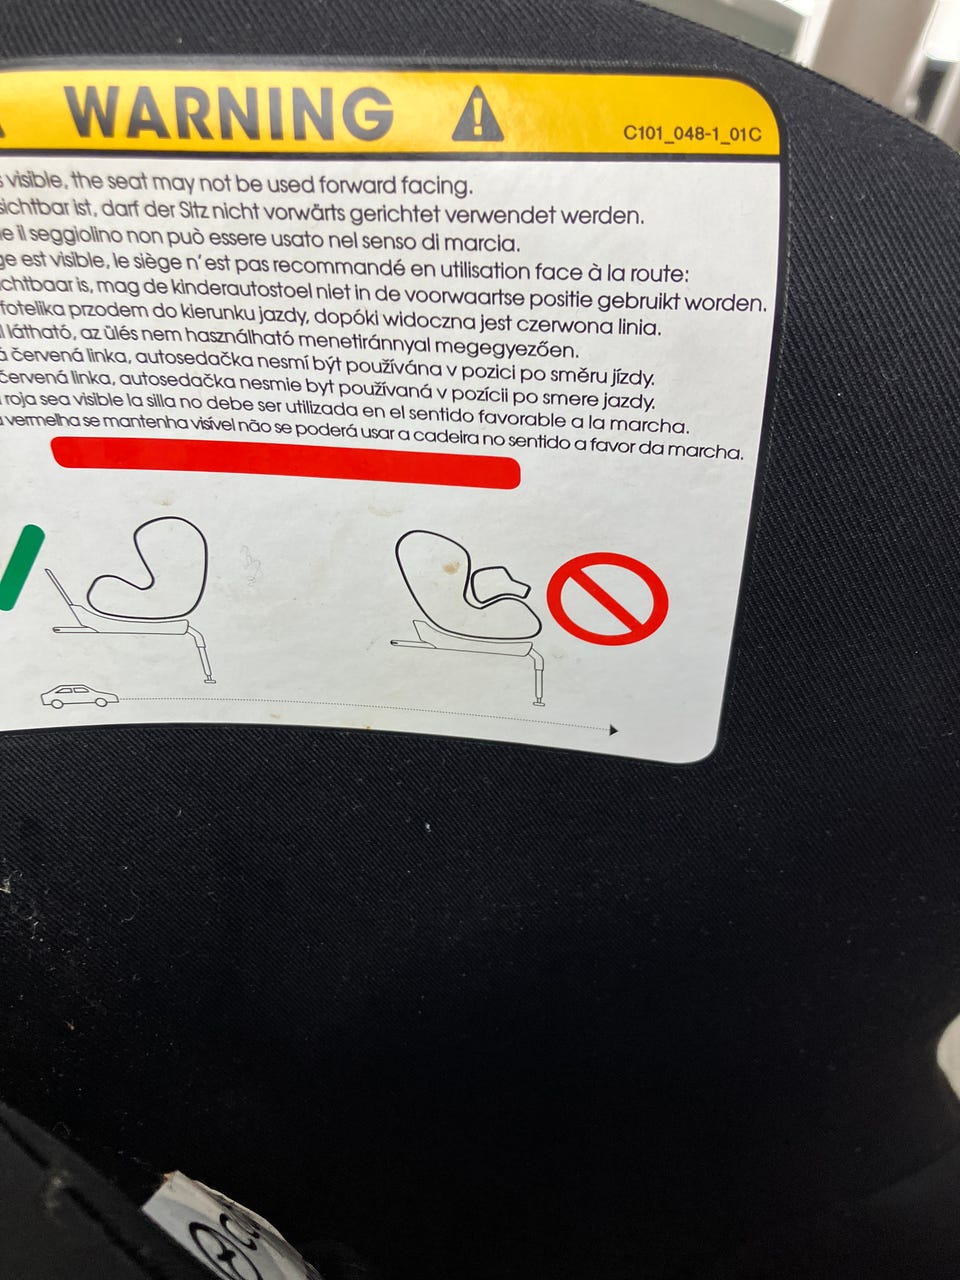 WARNING
C101_048-1_01C
visible, the seat may not be used forward facing.
sichtbar ist, darf der Sitz nicht vorwärts gerichtet verwendet werden.
il seggiolino non può essere usato nel senso di marcia.
est visible, le siège n'est pas recommandé en utilisation face à la route:
is, mag de kinderautostoel niet in de voorwaartse positie gebruikt worden.
fotelika przodem do kierunku jazdy, dopóki widoczna jest czerwona linia.
látható, az ülés nem használható menetiránnyal megegyezően.
červená linka, autosedačka nesmí být používána v pozici po směru jízdy.
červená linka, autosedačka nesmie byt používaná v pozícii po smere jazdy.
roja sea visible la silla no debe ser utilizada en el sentido favorable a la marcha.
vermelha se mantenha visível não se poderá usar a cadeira no sentido a favor da marcha.